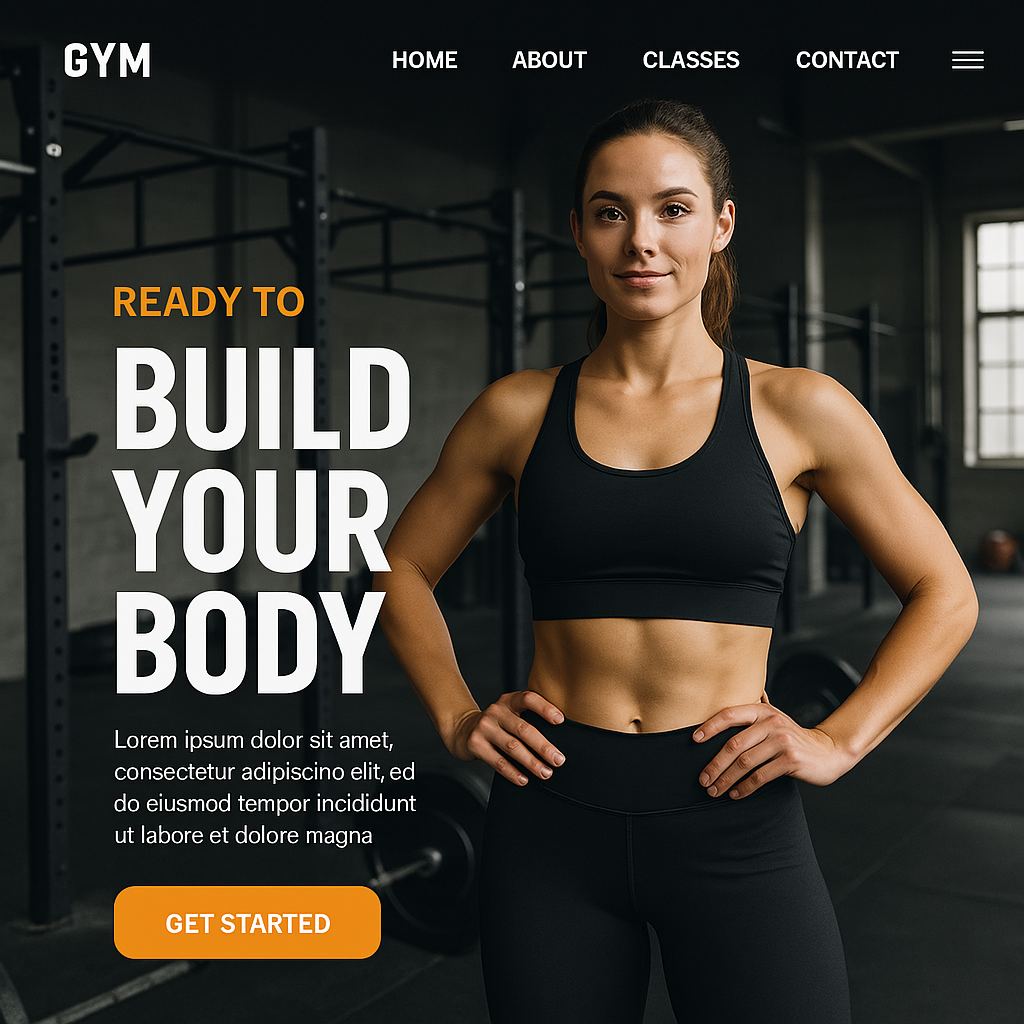 GYM
HOME ABOUT CLASSES CONTACT
READY TO
BUILD
YOUR
BODY
Lorem ipsum dolor sit amet,
consectetur adipiscino elit, ed
do eiusmod tempor incididunt
ut labore et dolore magna
GET STARTED